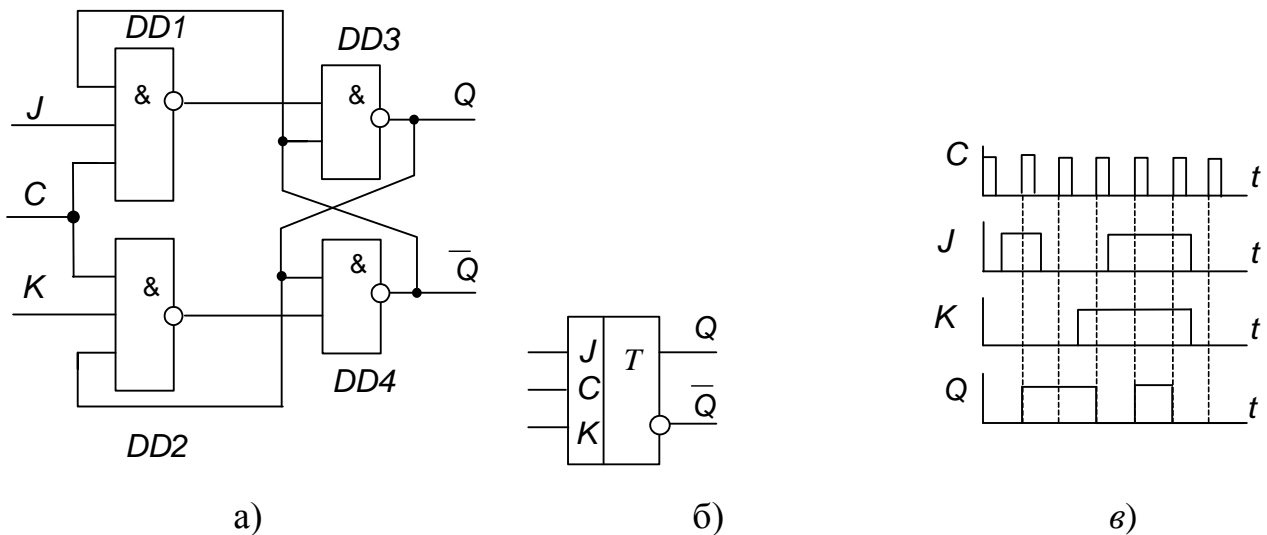 DD1
DD3
&
&
Q
J
C
K
&
&
Q̅
DD4
DD2
J
C
K
T
Q
Q̅
C
t
J
t
K
t
Q
t
а)
б)
в)